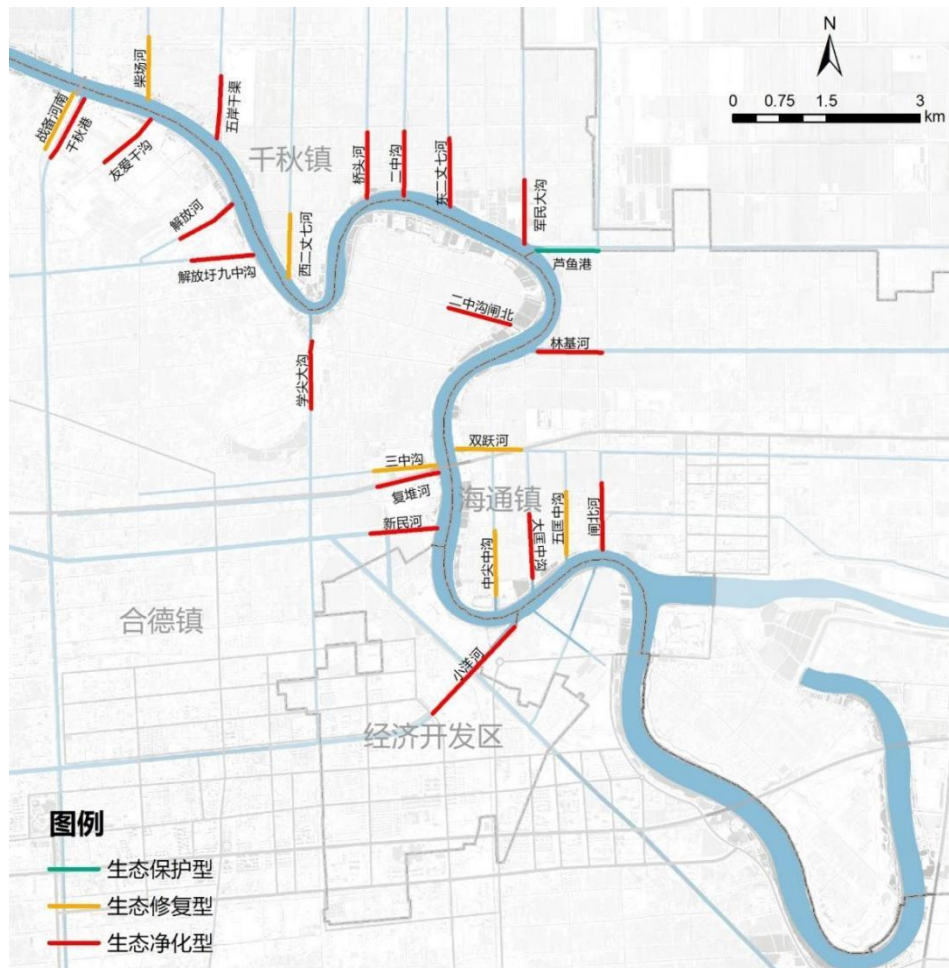 N
0 0.75 1.5 3
km
柴场河
战备河南
千秋港
友爱干沟
五岸干渠
千秋镇
桥头河
二中沟
东二丈七河
军民大沟
解放河
解放圩九中沟
西二丈七河
芦鱼港
二中沟闸北
林基河
学尖大沟
双跃河
三中沟
复堆河
海通镇
新民河
中尖中沟
大匡中沟
五匡中沟
闸北河
合德镇
小洋河
经济开发区
图例
生态保护型
生态修复型
生态净化型